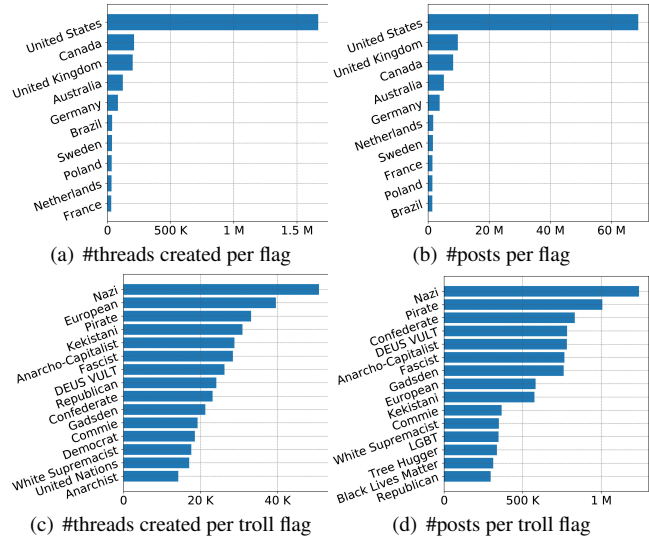 United States
Canada
United Kingdom
Australia
Germany
Brazil
Sweden
Poland
Netherlands
France
0 500 K 1 M 1.5 M
(a) #threads created per flag
United States
United Kingdom
Canada
Australia
Germany
Netherlands
Sweden
France
Poland
Brazil
0 20 M 40 M 60 M
(b) #posts per flag
Nazi
European
Pirate
Kekistani
Anarcho-Capitalist
Fascist
DEUS VULT
Republican
Confederate
Gadsden
Commie
Democrat
White Supremacist
United Nations
Anarchist
0 20 K 40 K
(c) #threads created per troll flag
Nazi
Pirate
Confederate
DEUS VULT
Anarcho-Capitalist
Fascist
Gadsden
European
Kekistani
Commie
White Supremacist
LGBT
Tree Hugger
Black Lives Matter
Republican
0 500 K 1 M
(d) #posts per troll flag